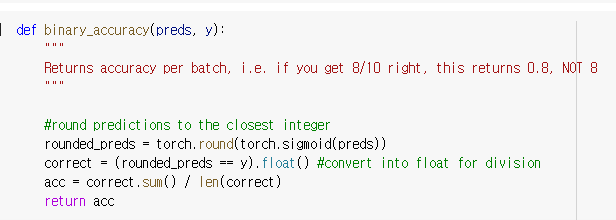 def binary_accuracy(preds, y):
"""
Returns accuracy per batch, i.e. if you get 8/10 right, this returns 0.8, NOT 8
"""
#round predictions to the closest integer
rounded_preds = torch.round(torch.sigmoid(preds))
correct = (rounded_preds == y).float() #convert into float for division
acc = correct.sum() / len(correct)
return acc